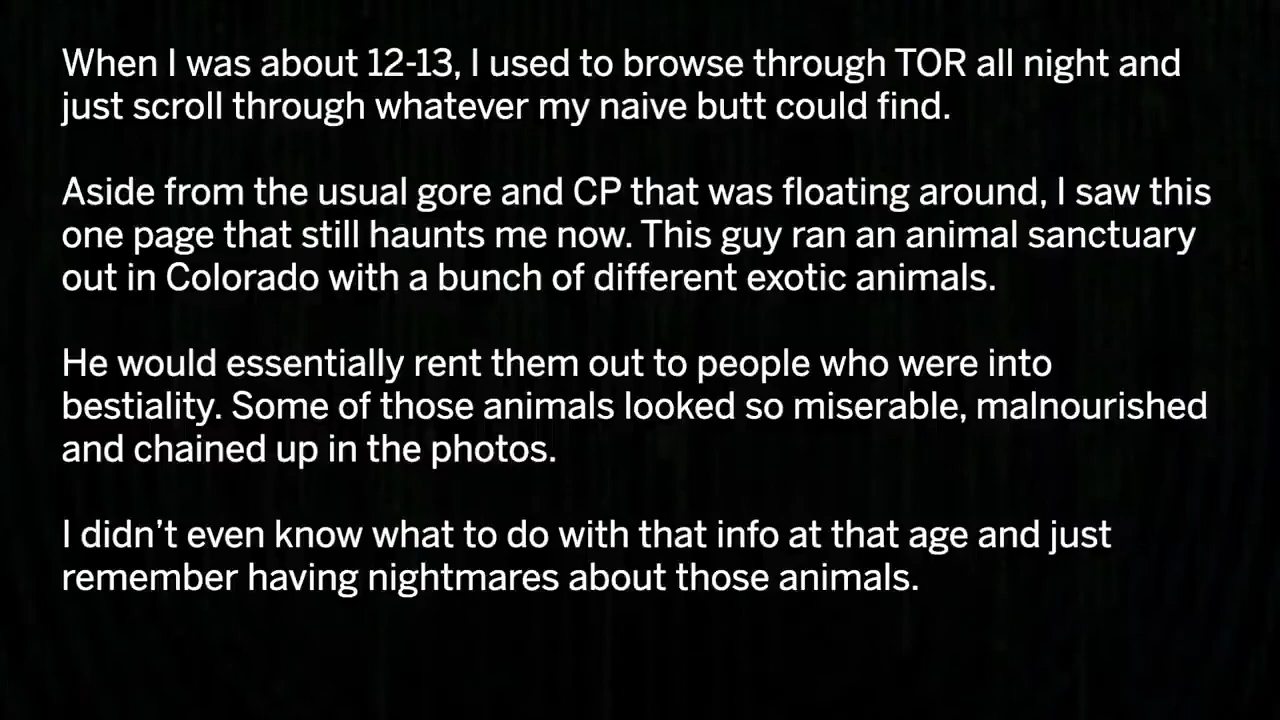 When I was about 12-13, I used to browse through TOR all night and
just scroll through whatever my naive butt could find.
Aside from the usual gore and CP that was floating around, I saw this
one page that still haunts me now. This guy ran an animal sanctuary
out in Colorado with a bunch of different exotic animals.
He would essentially rent them out to people who were into
bestiality. Some of those animals looked so miserable, malnourished
and chained up in the photos.
I didn’t even know what to do with that info at that age and just
remember having nightmares about those animals.